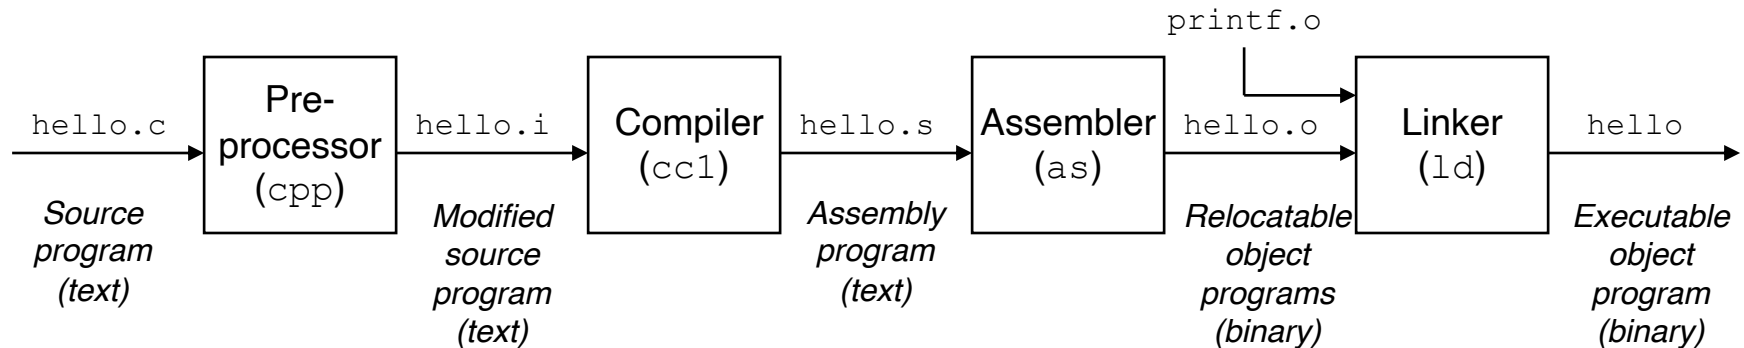 printf.o
hello.c
Pre-
processor
(cpp)
hello.i
Compiler
(cc1)
hello.s
Assembler
(as)
hello.o
Linker
(ld)
hello
Source
program
(text)
Modified
source
program
(text)
Assembly
program
(text)
Relocatable
object
programs
(binary)
Executable
object
program
(binary)